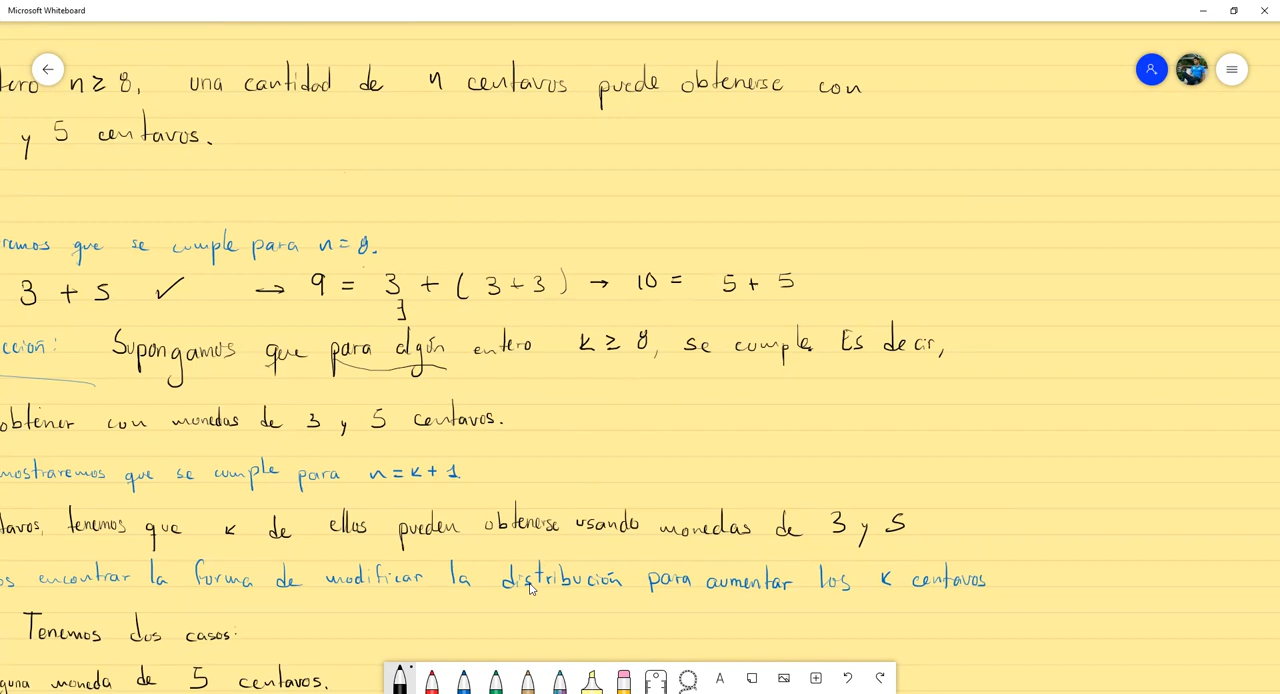 Microsoft Whiteboard
tero n ≥ 8, una cantidad de n centavos puede obtenerse con
y 5 centavos.
remos que se cumple para n = 8.
3 + 5 ✓ → 9 = 3 + (3 + 3) → 10 = 5 + 5
cción: Supongamos que para algún entero k ≥ 8, se cumple. Es decir,
obtener con monedas de 3 y 5 centavos.
mostraremos que se cumple para n = k + 1
tavos, tenemos que k de ellos pueden obtenerse usando monedas de 3 y 5
os encontrar la forma de modificar la distribución para aumentar los k centavos
Tenemos dos casos:
guna moneda de 5 centavos.